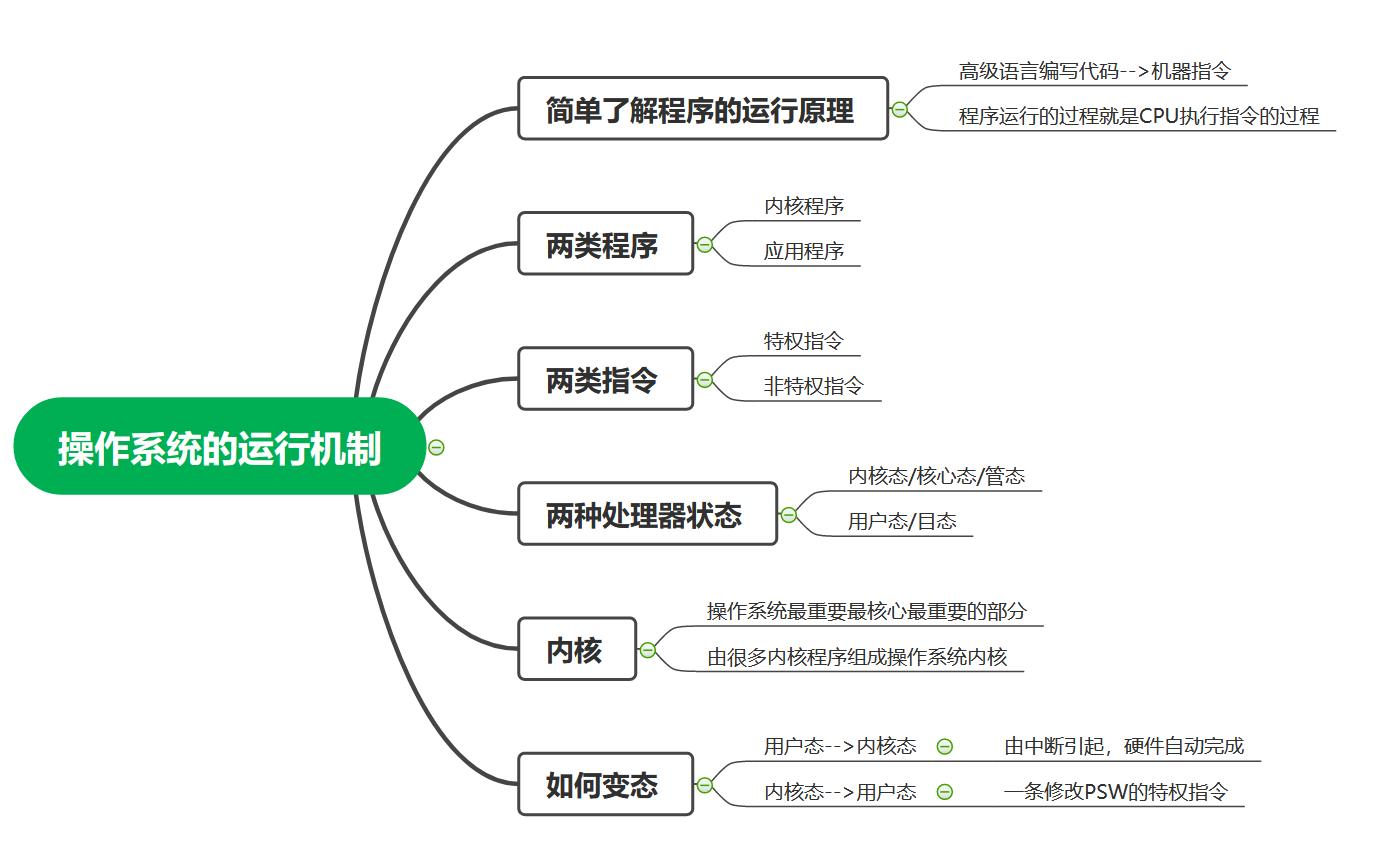 操作系统的运行机制
简单了解程序的运行原理
高级语言编写代码-->机器指令
程序运行的过程就是CPU执行指令的过程
两类程序
内核程序
应用程序
两类指令
特权指令
非特权指令
两种处理器状态
内核态/核心态/管态
用户态/目态
内核
操作系统最重要最核心最重要的部分
由很多内核程序组成操作系统内核
如何变态
用户态-->内核态
由中断引起，硬件自动完成
内核态-->用户态
一条修改PSW的特权指令